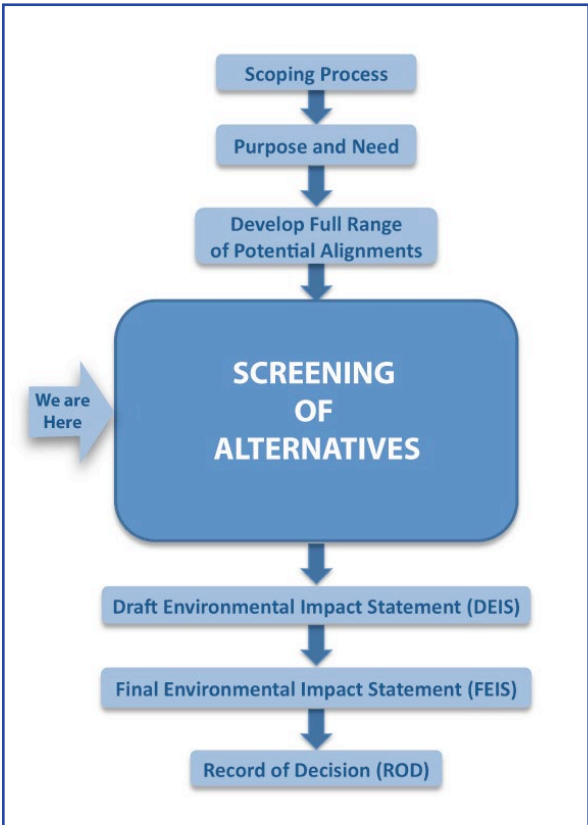 Scoping Process
Purpose and Need
Develop Full Range
of Potential Alignments
We are
Here
SCREENING
OF
ALTERNATIVES
Draft Environmental Impact Statement (DEIS)
Final Environmental Impact Statement (FEIS)
Record of Decision (ROD)